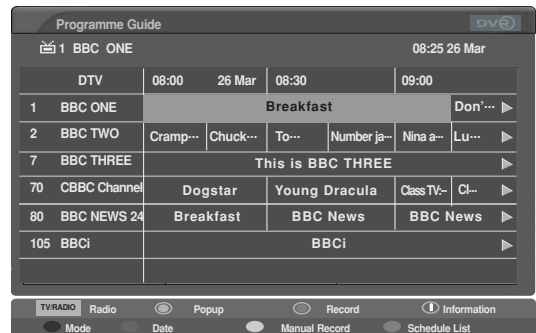 Programme Guide DVR
1 BBC ONE 08:25 26 Mar
DTV 08:00 26 Mar 08:30 09:00
1 BBC ONE Breakfast Don'···
2 BBC TWO Cramp··· Chuck··· To··· Number ja··· Nina a··· Lu···
7 BBC THREE This is BBC THREE
70 CBBC Channel Dogstar Young Dracula Class TV:·· Cl···
80 BBC NEWS 24 Breakfast BBC News BBC News
105 BBCi BBCi
TV/RADIO Radio Popup Record Information
Mode Date Manual Record Schedule List